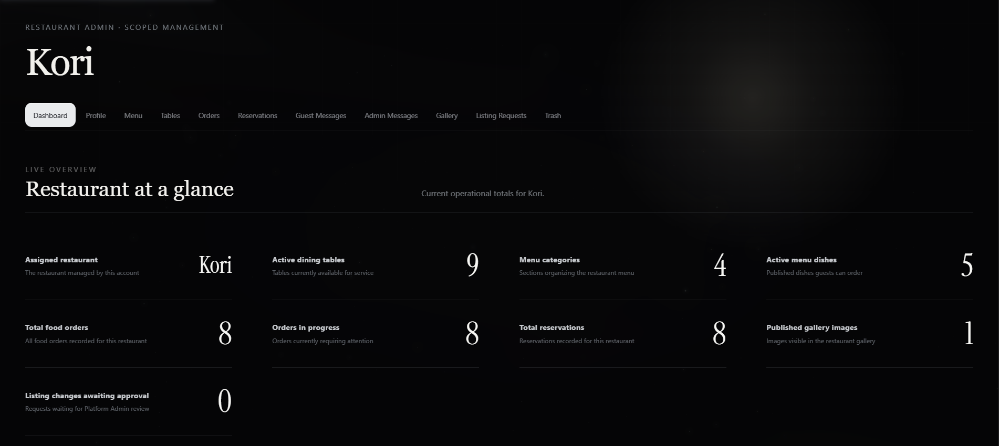 RESTAURANT ADMIN · SCOPED MANAGEMENT
Kori
Dashboard Profile Menu Tables Orders Reservations Guest Messages Admin Messages Gallery Listing Requests Trash
LIVE OVERVIEW
Restaurant at a glance
Current operational totals for Kori.
Assigned restaurant
The restaurant managed by this account
Kori
Active dining tables
Tables currently available for service
9
Menu categories
Sections organizing the restaurant menu
4
Active menu dishes
Published dishes guests can order
5
Total food orders
All food orders recorded for this restaurant
8
Orders in progress
Orders currently requiring attention
8
Total reservations
Reservations recorded for this restaurant
8
Published gallery images
Images visible in the restaurant gallery
1
Listing changes awaiting approval
Requests waiting for Platform Admin review
0